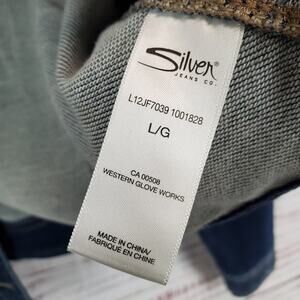 Silver
JEANS CO.
L12JF7039 1001828
L/G
CA 00508
WESTERN GLOVE WORKS
MADE IN CHINA/
FABRIQUÉ EN CHINE